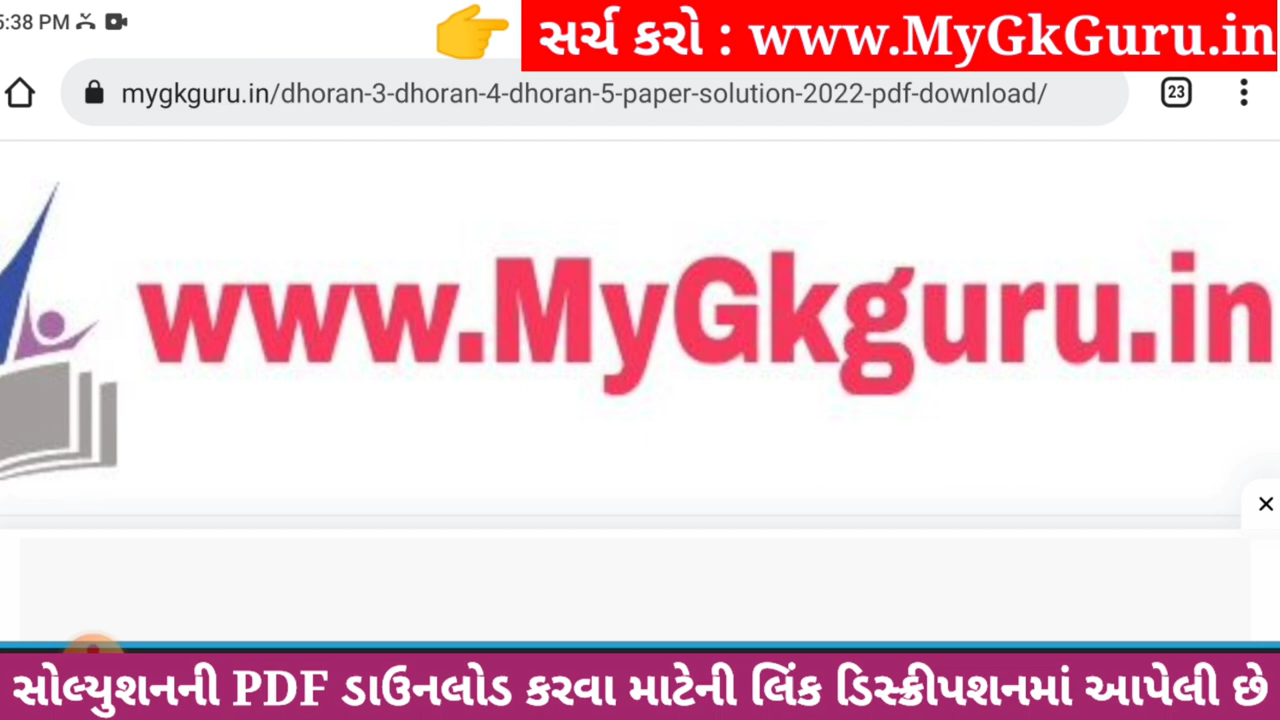 5:38 PM
સર્ચ કરો : www.MyGkGuru.in
mygkguru.in/dhoran-3-dhoran-4-dhoran-5-paper-solution-2022-pdf-download/
23
www.MyGkguru.in
સોલ્યુશનની PDF ડાઉનલોડ કરવા માટેની લિંક ડિસ્ક્રીપશનમાં આપેલી છે